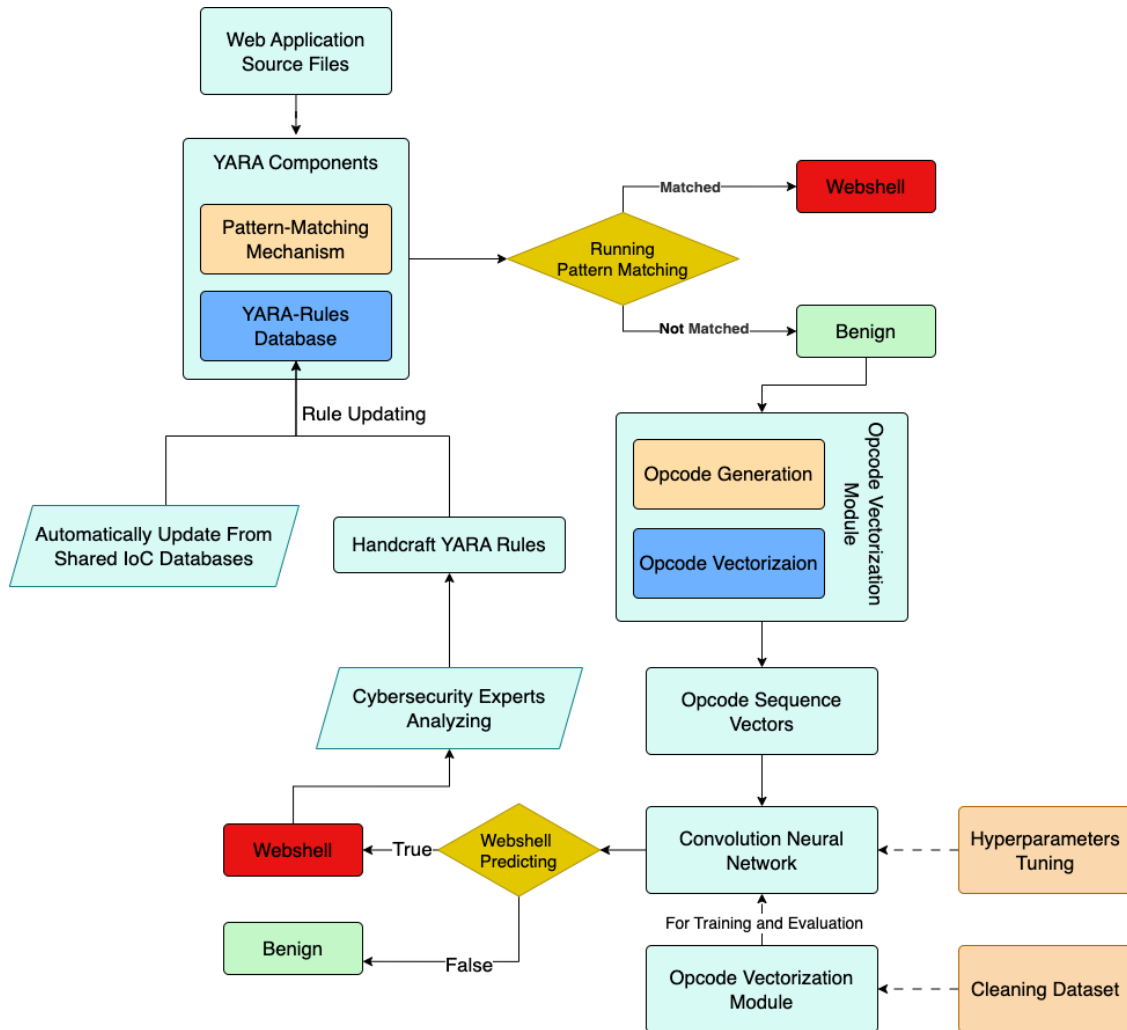 Web Application
Source Files
YARA Components
Pattern-Matching
Mechanism
YARA-Rules
Database
Running
Pattern Matching
Matched
Webshell
Not Matched
Benign
Rule Updating
Opcode Vectorization
Module
Opcode Generation
Opcode Vectorizaion
Automatically Update From
Shared IoC Databases
Handcraft YARA Rules
Cybersecurity Experts
Analyzing
Opcode Sequence
Vectors
Webshell
True
Webshell
Predicting
Convolution Neural
Network
Hyperparameters
Tuning
For Training and Evaluation
Benign
False
Opcode Vectorization
Module
Cleaning Dataset